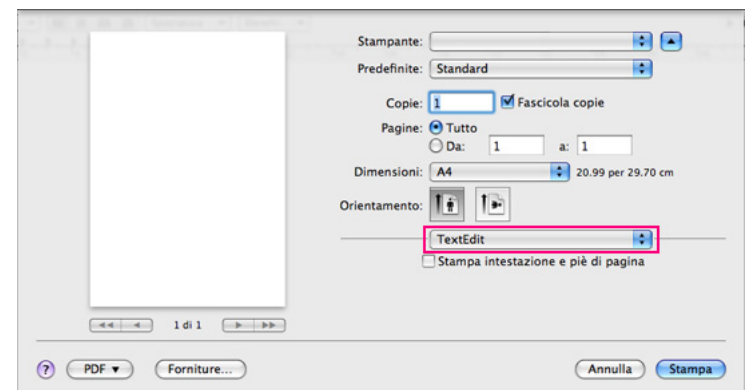 Stampante:
Predefinite: Standard
Copie: 1 Fascicola copie
Pagine: Tutto
Da: 1 a: 1
Dimensioni: A4 20.99 per 29.70 cm
Orientamento:
TextEdit
Stampa intestazione e piè di pagina
1 di 1
? PDF Forniture... Annulla Stampa